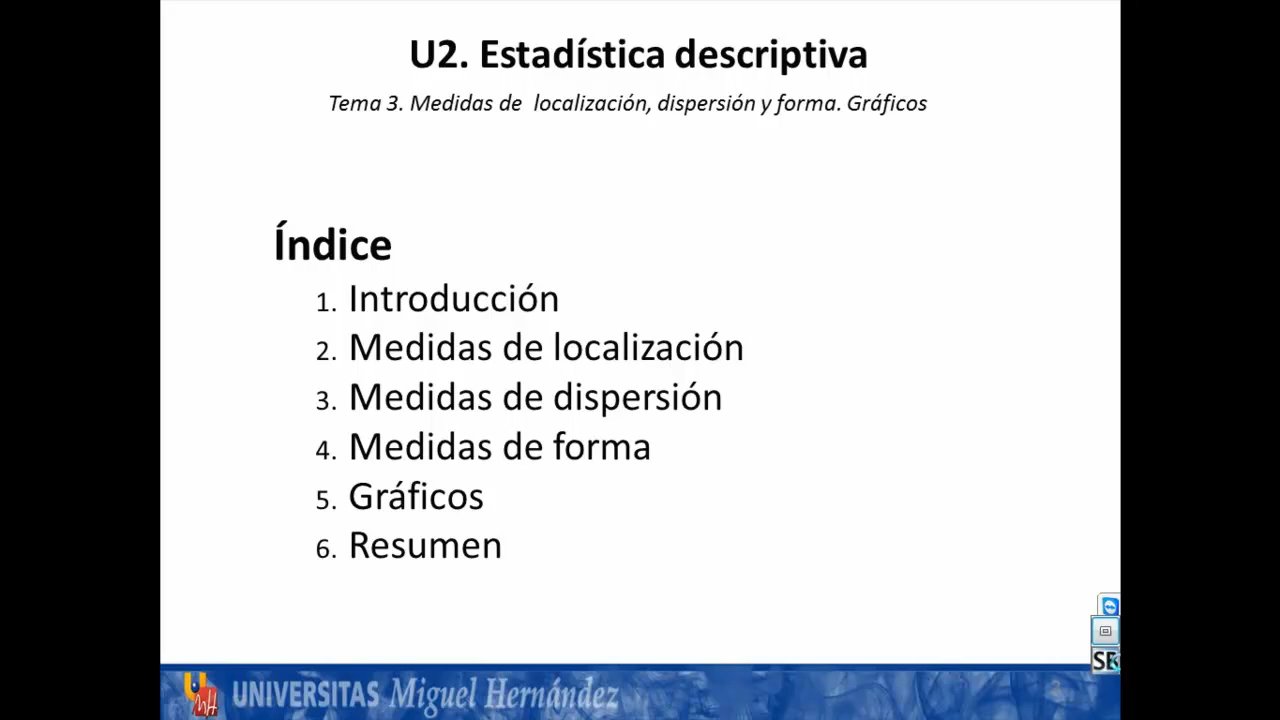 U2. Estadística descriptiva
Tema 3. Medidas de localización, dispersión y forma. Gráficos
Índice
1. Introducción
2. Medidas de localización
3. Medidas de dispersión
4. Medidas de forma
5. Gráficos
6. Resumen
UNIVERSITAS Miguel Hernández